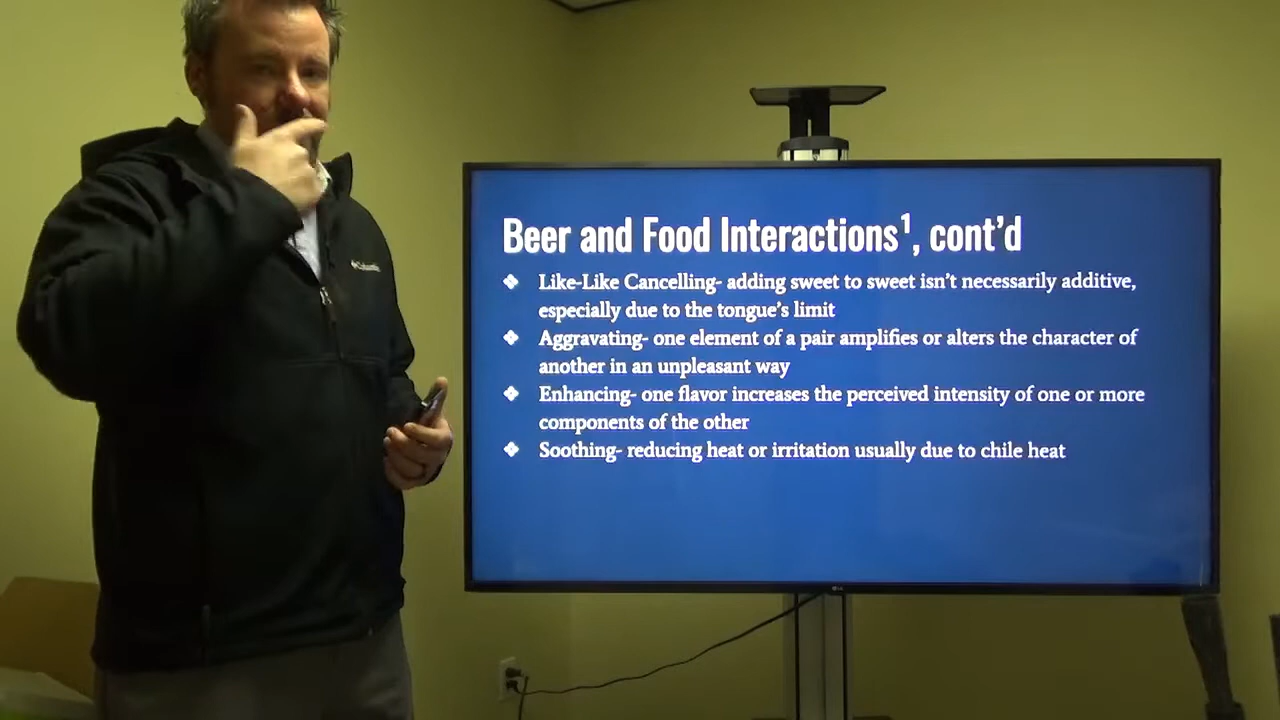 Beer and Food Interactions¹, cont’d
❖ Like-Like Cancelling- adding sweet to sweet isn’t necessarily additive,
especially due to the tongue’s limit
❖ Aggravating- one element of a pair amplifies or alters the character of
another in an unpleasant way
❖ Enhancing- one flavor increases the perceived intensity of one or more
components of the other
❖ Soothing- reducing heat or irritation usually due to chile heat
Columbia
LG